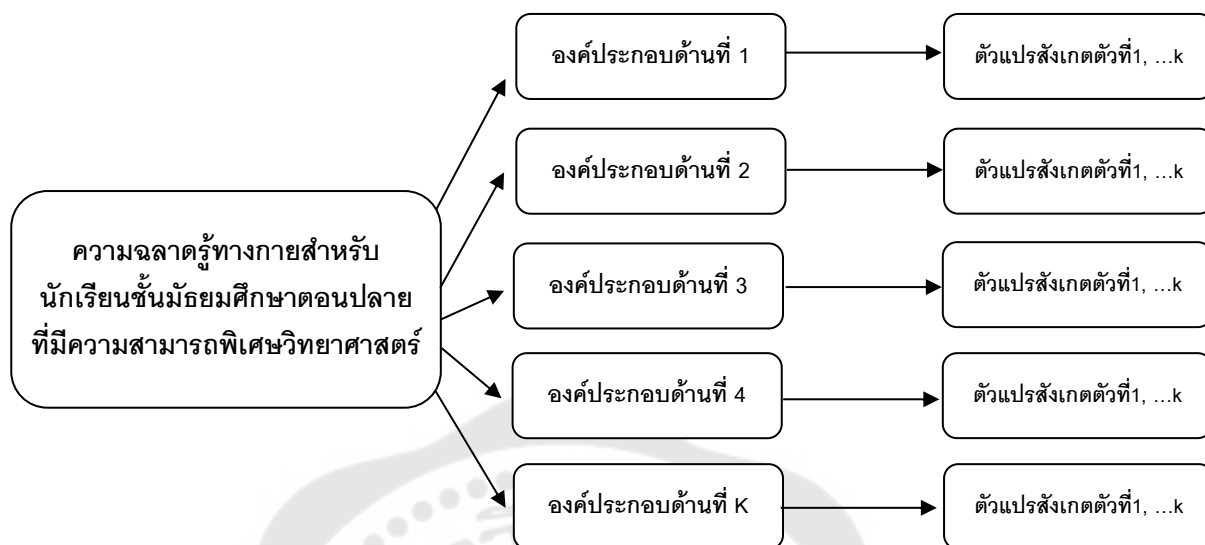 องค์ประกอบด้านที่ 1
ตัวแปรสังเกตตัวที่1, ...k
องค์ประกอบด้านที่ 2
ตัวแปรสังเกตตัวที่1, ...k
ความฉลาดรู้ทางกายสำหรับ
นักเรียนชั้นมัธยมศึกษาตอนปลาย
ที่มีความสามารถพิเศษวิทยาศาสตร์
องค์ประกอบด้านที่ 3
ตัวแปรสังเกตตัวที่1, ...k
องค์ประกอบด้านที่ 4
ตัวแปรสังเกตตัวที่1, ...k
องค์ประกอบด้านที่ K
ตัวแปรสังเกตตัวที่1, ...k